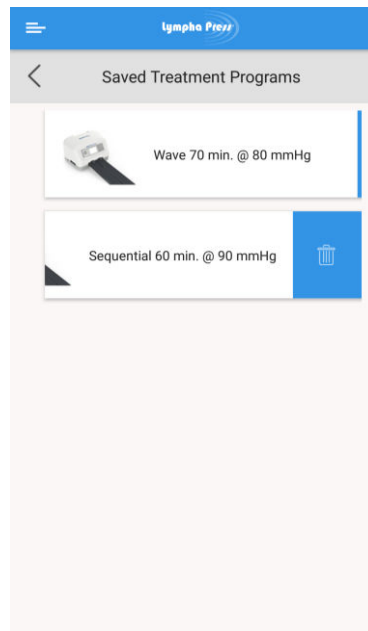 Lympha Press
Saved Treatment Programs
Wave 70 min. @ 80 mmHg
Sequential 60 min. @ 90 mmHg